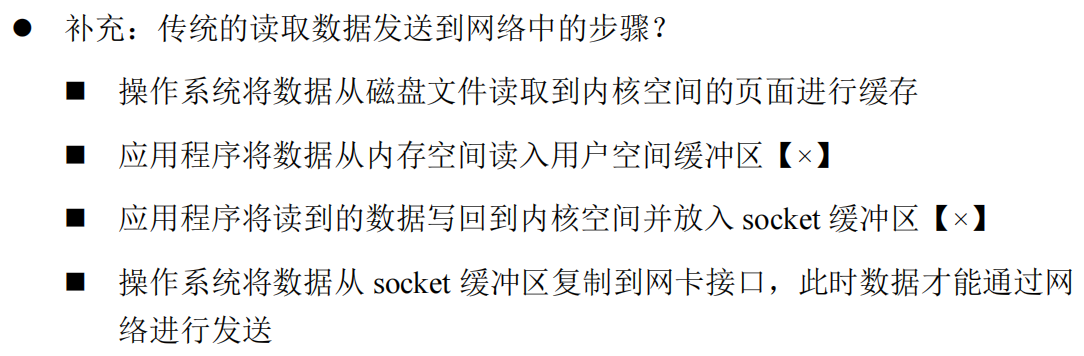 ● 补充：传统的读取数据发送到网络中的步骤？
■ 操作系统将数据从磁盘文件读取到内核空间的页面进行缓存
■ 应用程序将数据从内存空间读入用户空间缓冲区【×】
■ 应用程序将读到的数据写回到内核空间并放入 socket 缓冲区【×】
■ 操作系统将数据从 socket 缓冲区复制到网卡接口，此时数据才能通过网
络进行发送